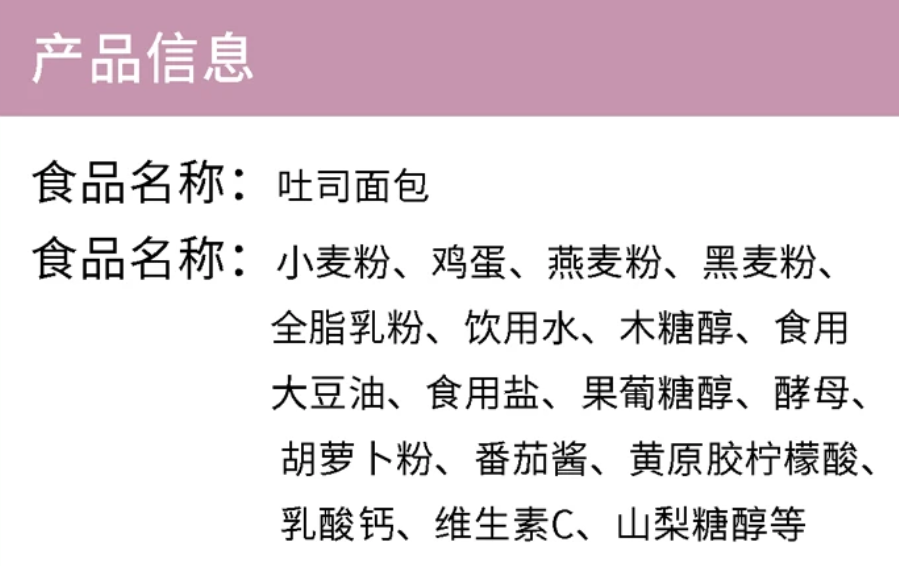 产品信息
食品名称：吐司面包
食品名称：小麦粉、鸡蛋、燕麦粉、黑麦粉、
全脂乳粉、饮用水、木糖醇、食用
大豆油、食用盐、果葡糖醇、酵母、
胡萝卜粉、番茄酱、黄原胶柠檬酸、
乳酸钙、维生素C、山梨糖醇等